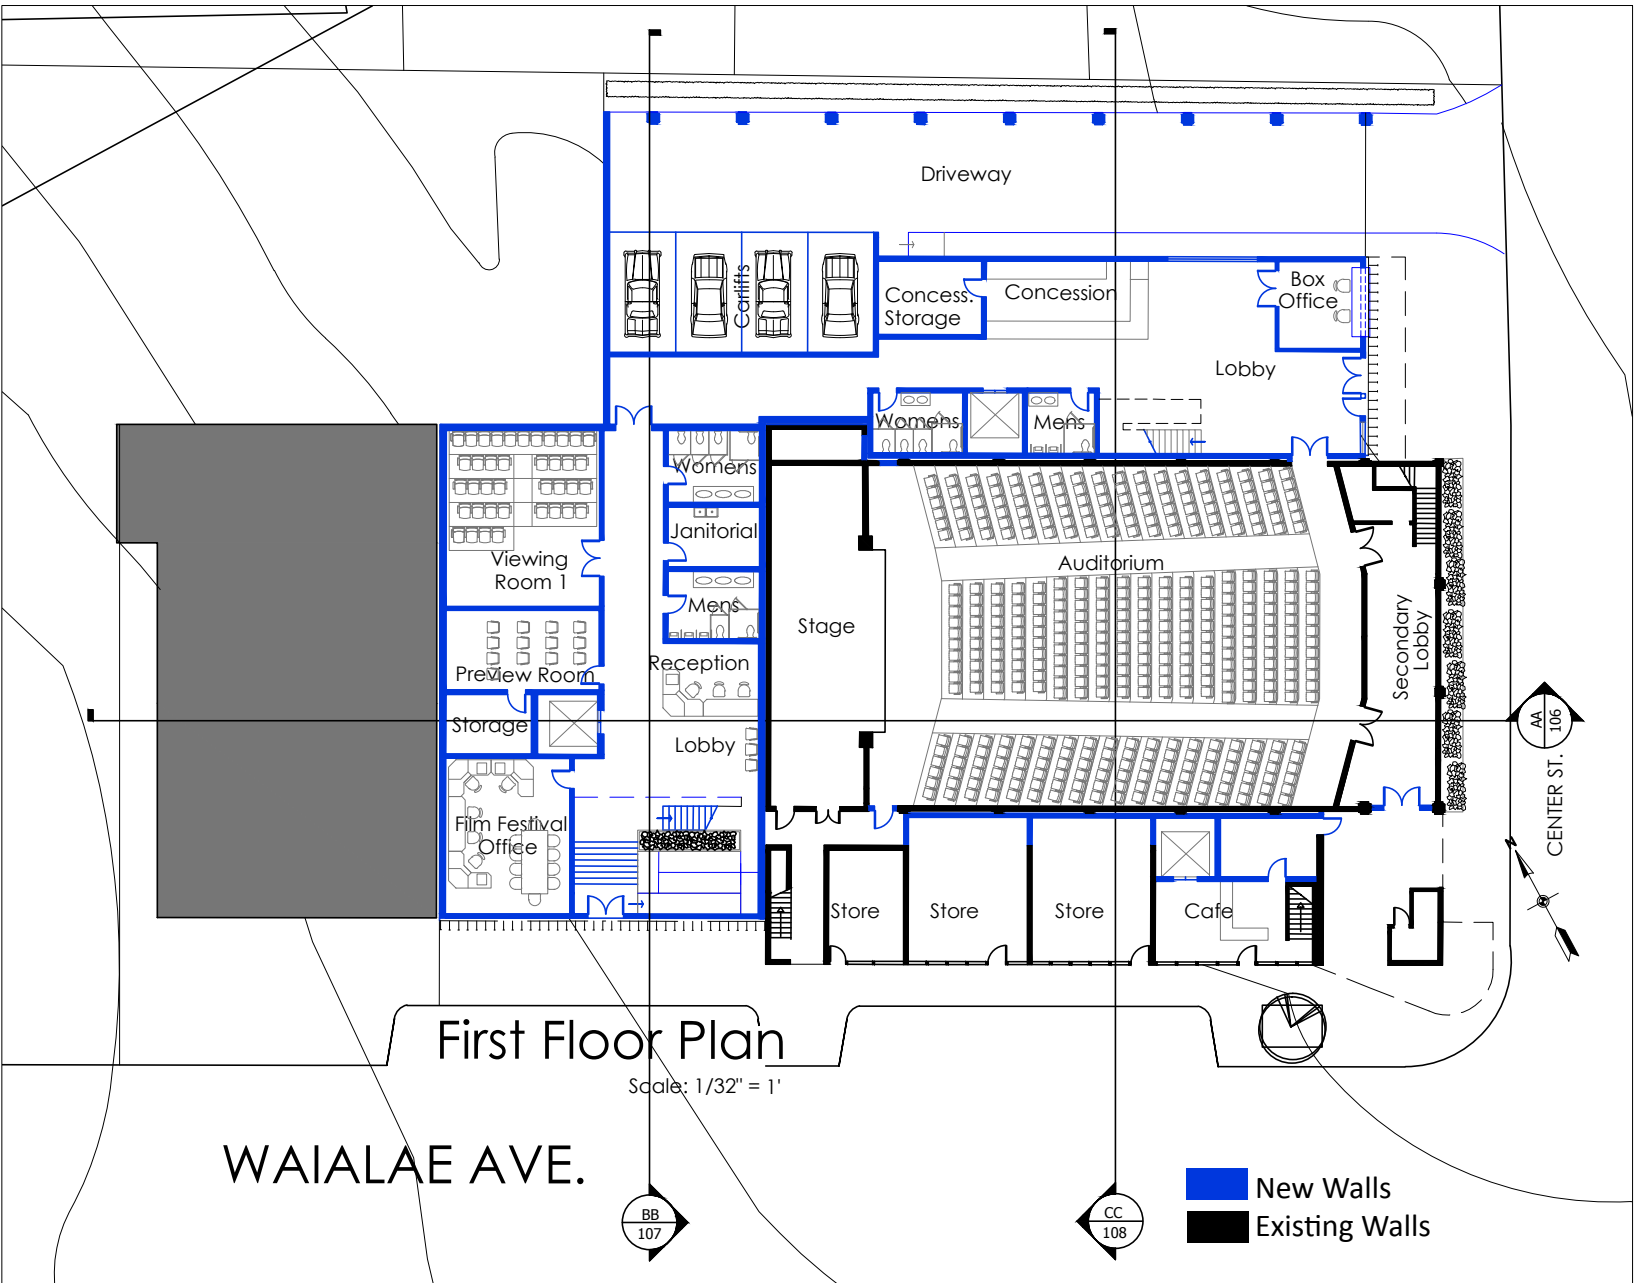 Driveway
Carlifts
Concess.
Storage
Concession
Box
Office
Lobby
Womens
Mens
Womens
Janitorial
Mens
Viewing
Room 1
Preview Room
Storage
Reception
Lobby
Film Festival
Office
Stage
Auditorium
Secondary
Lobby
Store
Store
Store
Cafe
AA
106
CENTER ST.
N
First Floor Plan
Scale: 1/32" = 1'
WAIALAE AVE.
BB
107
CC
108
New Walls
Existing Walls